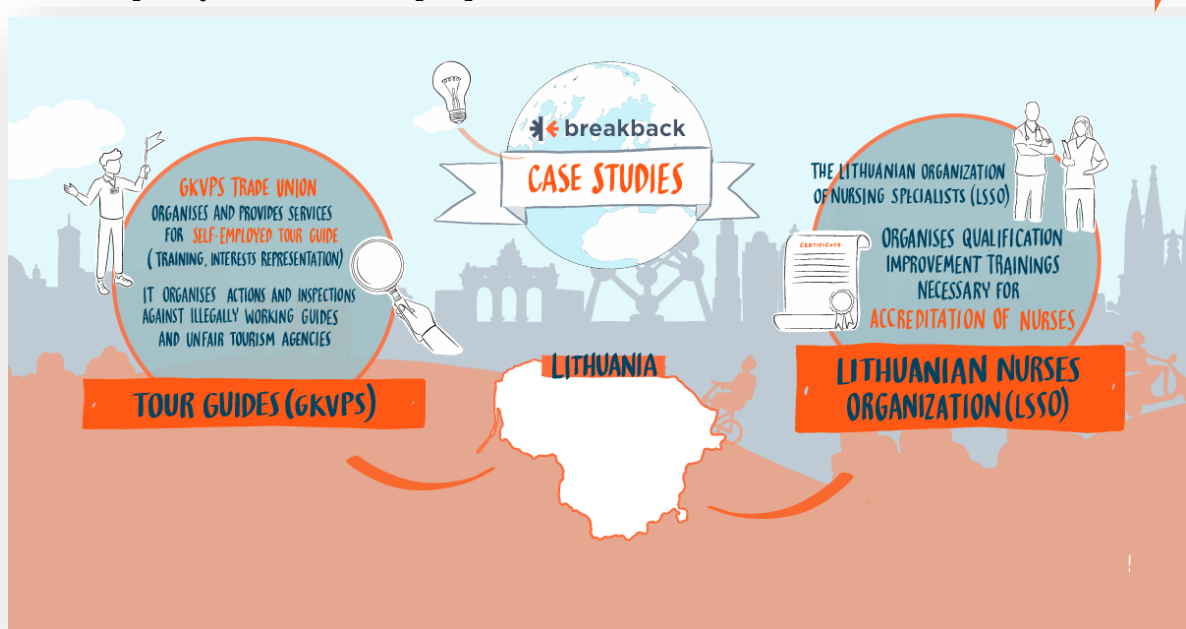 breakback
CASE STUDIES
GKVPS TRADE UNION
ORGANISES AND PROVIDES SERVICES
FOR SELF-EMPLOYED TOUR GUIDE
(TRAINING, INTERESTS REPRESENTATION)
IT ORGANISES ACTIONS AND INSPECTIONS
AGAINST ILLEGALLY WORKING GUIDES
AND UNFAIR TOURISM AGENCIES
TOUR GUIDES (GKVPS)
LITHUANIA
THE LITHUANIAN ORGANIZATION
OF NURSING SPECIALISTS (LSSO)
CERTIFICATE
ORGANISES QUALIFICATION
IMPROVEMENT TRAININGS
NECESSARY FOR
ACCREDITATION OF NURSES
LITHUANIAN NURSES
ORGANIZATION (LSSO)